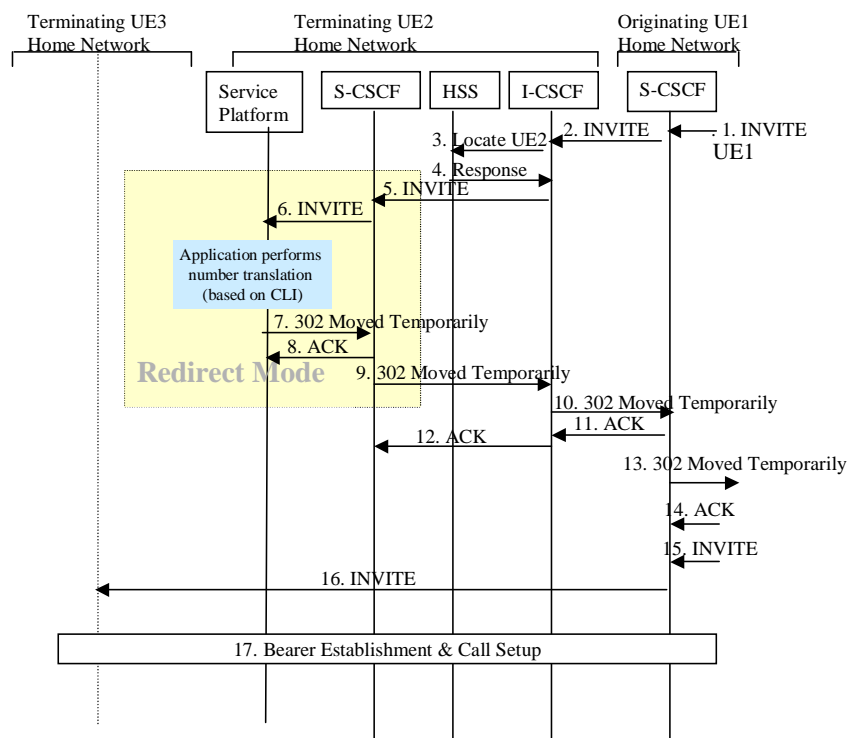 Terminating UE3
Home Network
Terminating UE2
Home Network
Originating UE1
Home Network
Service
Platform
S-CSCF
HSS
I-CSCF
S-CSCF
. 1. INVITE
UE1
2. INVITE
3. Locate UE2
4. Response
5. INVITE
6. INVITE
Application performs
number translation
(based on CLI)
7. 302 Moved Temporarily
8. ACK
Redirect Mode
9. 302 Moved Temporarily
10. 302 Moved Temporarily
11. ACK
12. ACK
13. 302 Moved Temporarily
14. ACK
15. INVITE
16. INVITE
17. Bearer Establishment & Call Setup